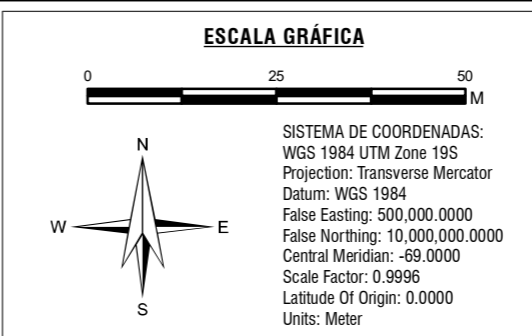 ESCALA GRÁFICA
0 25 50
M
N
W E
S
SISTEMA DE COORDENADAS:
WGS 1984 UTM Zone 19S
Projection: Transverse Mercator
Datum: WGS 1984
False Easting: 500,000.0000
False Northing: 10,000,000.0000
Central Meridian: -69.0000
Scale Factor: 0.9996
Latitude Of Origin: 0.0000
Units: Meter